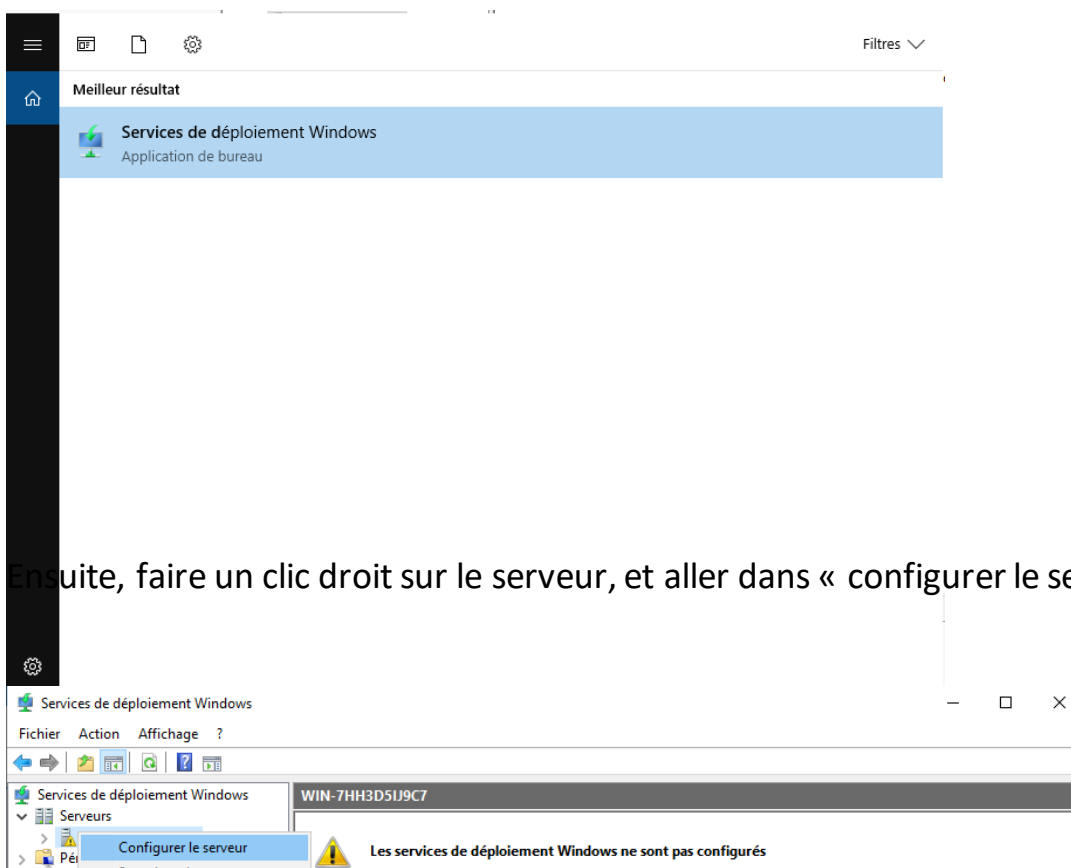 Filtres
Meilleur résultat
Services de déploiement Windows
Application de bureau
Ensuite, faire un clic droit sur le serveur, et aller dans « configurer le se
Services de déploiement Windows
Fichier Action Affichage ?
Services de déploiement Windows
WIN-7HH3D5IJ9C7
Serveurs
Configurer le serveur
Pé
Les services de déploiement Windows ne sont pas configurés